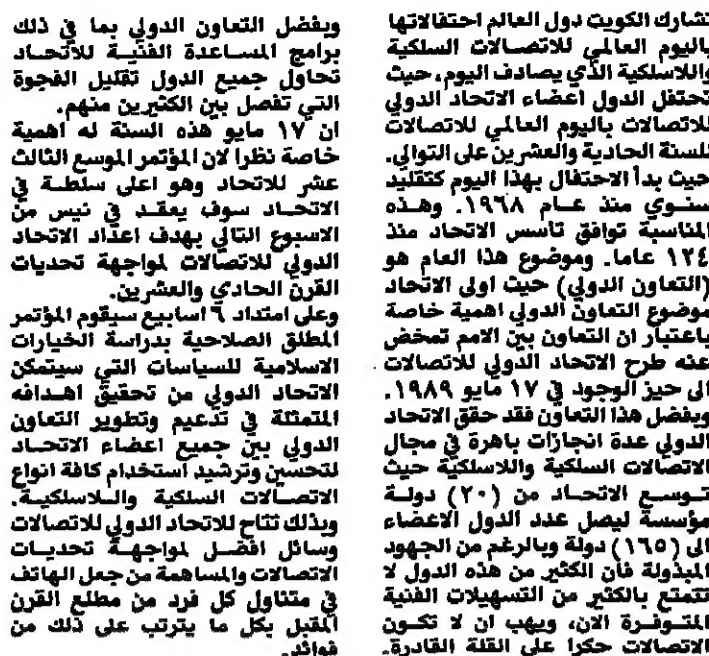 تشارك الكويت دول العالم احتفالاتها
باليوم العالمي للاتصالات السلكية
واللاسلكية الذي يصادف اليوم، حيث
تحتفل الدول اعضاء الاتحاد الدولي
للاتصالات باليوم العالمي للاتصالات
للسنة الحادية والعشرين على التوالي.
حيث بدأ الاحتفال بهذا اليوم كتقليد
سنوي منذ عام ١٩٦٨. وهذه
المناسبة توافق تأسس الاتحاد منذ
١٢٤ عاما. وموضوع هذا العام هو
(التعاون الدولي) حيث اولى الاتحاد
موضوع التعاون الدولي اهمية خاصة
باعتبار ان التعاون بين الامم تمخض
عنه طرح الاتحاد الدولي للاتصالات
الى حيز الوجود في ١٧ مايو ١٩٨٩.
وبفضل هذا التعاون فقد حقق الاتحاد
الدولي عدة انجازات باهرة في مجال
الاتصالات السلكية واللاسلكية حيث
توسع الاتحاد من (٢٠) دولة
مؤسسة ليصل عدد الدول الاعضاء
الى (١٦٥) دولة وبالرغم من الجهود
المبذولة فأن الكثير من هذه الدول لا
تتمتع بالكثير من التسهيلات الفنية
المتوفرة الان، ويهب ان لا تكون
الاتصالات حكرا على القلة القادرة.
وبفضل التعاون الدولي بما في ذلك
برامج المساعدة الفنية للاتحاد
تحاول جميع الدول تقليل الفجوة
التي تفصل بين الكثيرين منهم.
ان ١٧ مايو هذه السنة له اهمية
خاصة نظرا لان المؤتمر الموسع الثالث
عشر للاتحاد وهو اعلى سلطة في
الاتحاد سوف يعقد في نيس من
الاسبوع التالي بهدف اعداد الاتحاد
الدولي للاتصالات لمواجهة تحديات
القرن الحادي والعشرين.
وعلى امتداد ٦ اسابيع سيقوم المؤتمر
المطلق الصلاحية بدراسة الخيارات
الاسلامية للسياسات التي سيتمكن
الاتحاد الدولي من تحقيق اهدافه
المتمثلة في تدعيم وتطوير التعاون
الدولي بين جميع اعضاء الاتحاد
لتحسين وترشيد استخدام كافة انواع
الاتصالات السلكية واللاسلكية.
وبذلك تتاح للاتحاد الدولي للاتصالات
وسائل افضل لمواجهة تحديات
الاتصالات والمساهمة من جعل الهاتف
في متناول كل فرد من مطلع القرن
المقبل بكل ما يترتب على ذلك من
فوائد.